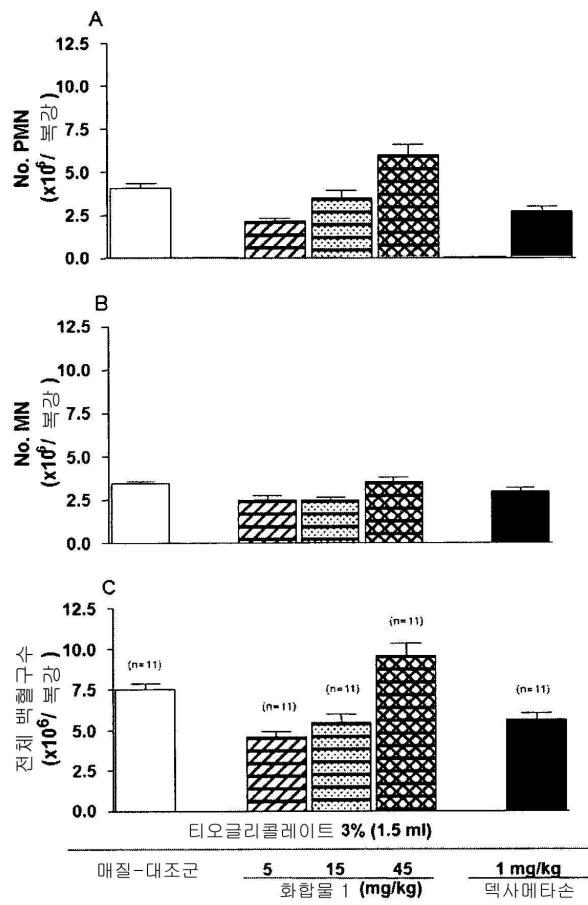 A
No. PMN
(x10⁶/ 복강 )
12.5
10.0
7.5
5.0
2.5
0.0
B
No. MN
(x10⁶/ 복강 )
12.5
10.0
7.5
5.0
2.5
0.0
C
전체 백혈구수
(x10⁶/ 복강 )
12.5
10.0
7.5
5.0
2.5
0.0
(n=11)
(n=11)
(n=11)
(n=11)
(n=11)
티오글리콜레이트 3% (1.5 ml)
매질-대조군 5 15 45 1 mg/kg
화합물 1 (mg/kg) 덱사메타손